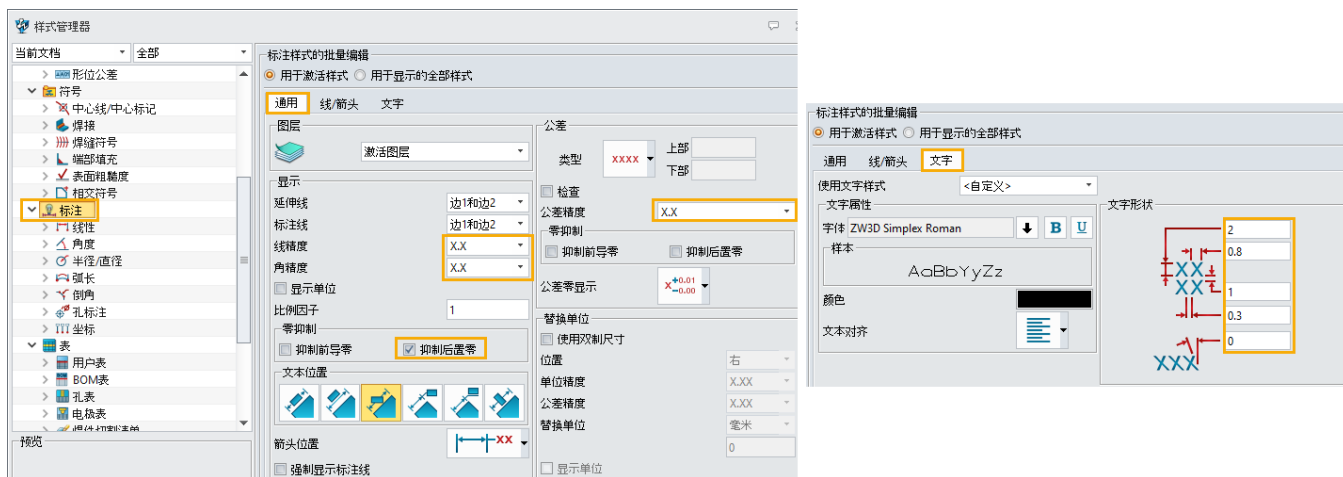 样式管理器
当前文档 全部
形位公差
符号
中心线/中心标记
焊接
焊缝符号
端部填充
表面粗糙度
相交符号
标注
线性
角度
半径/直径
弧长
倒角
孔标注
坐标
表
用户表
BOM表
孔表
电极表
焊件切割清单
预览
标注样式的批量编辑
用于激活样式 用于显示的全部样式
通用 线/箭头 文字
图层
激活图层
显示
延伸线 边1和边2
标注线 边1和边2
线精度 X.X
角精度 X.X
显示单位
比例因子 1
零抑制
抑制前导零 抑制后置零
文本位置
箭头位置 XX
强制显示标注线
公差
类型 XXXX 上部
下部
检查
公差精度 X.X
零抑制
抑制前导零 抑制后置零
公差零显示 X+0.01 -0.00
替换单位
使用双制尺寸
位置 右
单位精度 X.XX
公差精度 X.XX
替换单位 毫米
0
显示单位
标注样式的批量编辑
用于激活样式 用于显示的全部样式
通用 线/箭头 文字
使用文字样式 <自定义>
文字属性
字体 ZW3D Simplex Roman B U
样本
AaBbYyZz
颜色
文本对齐
文字形状
2
0.8
XX
XX
1
0.3
0
XXX